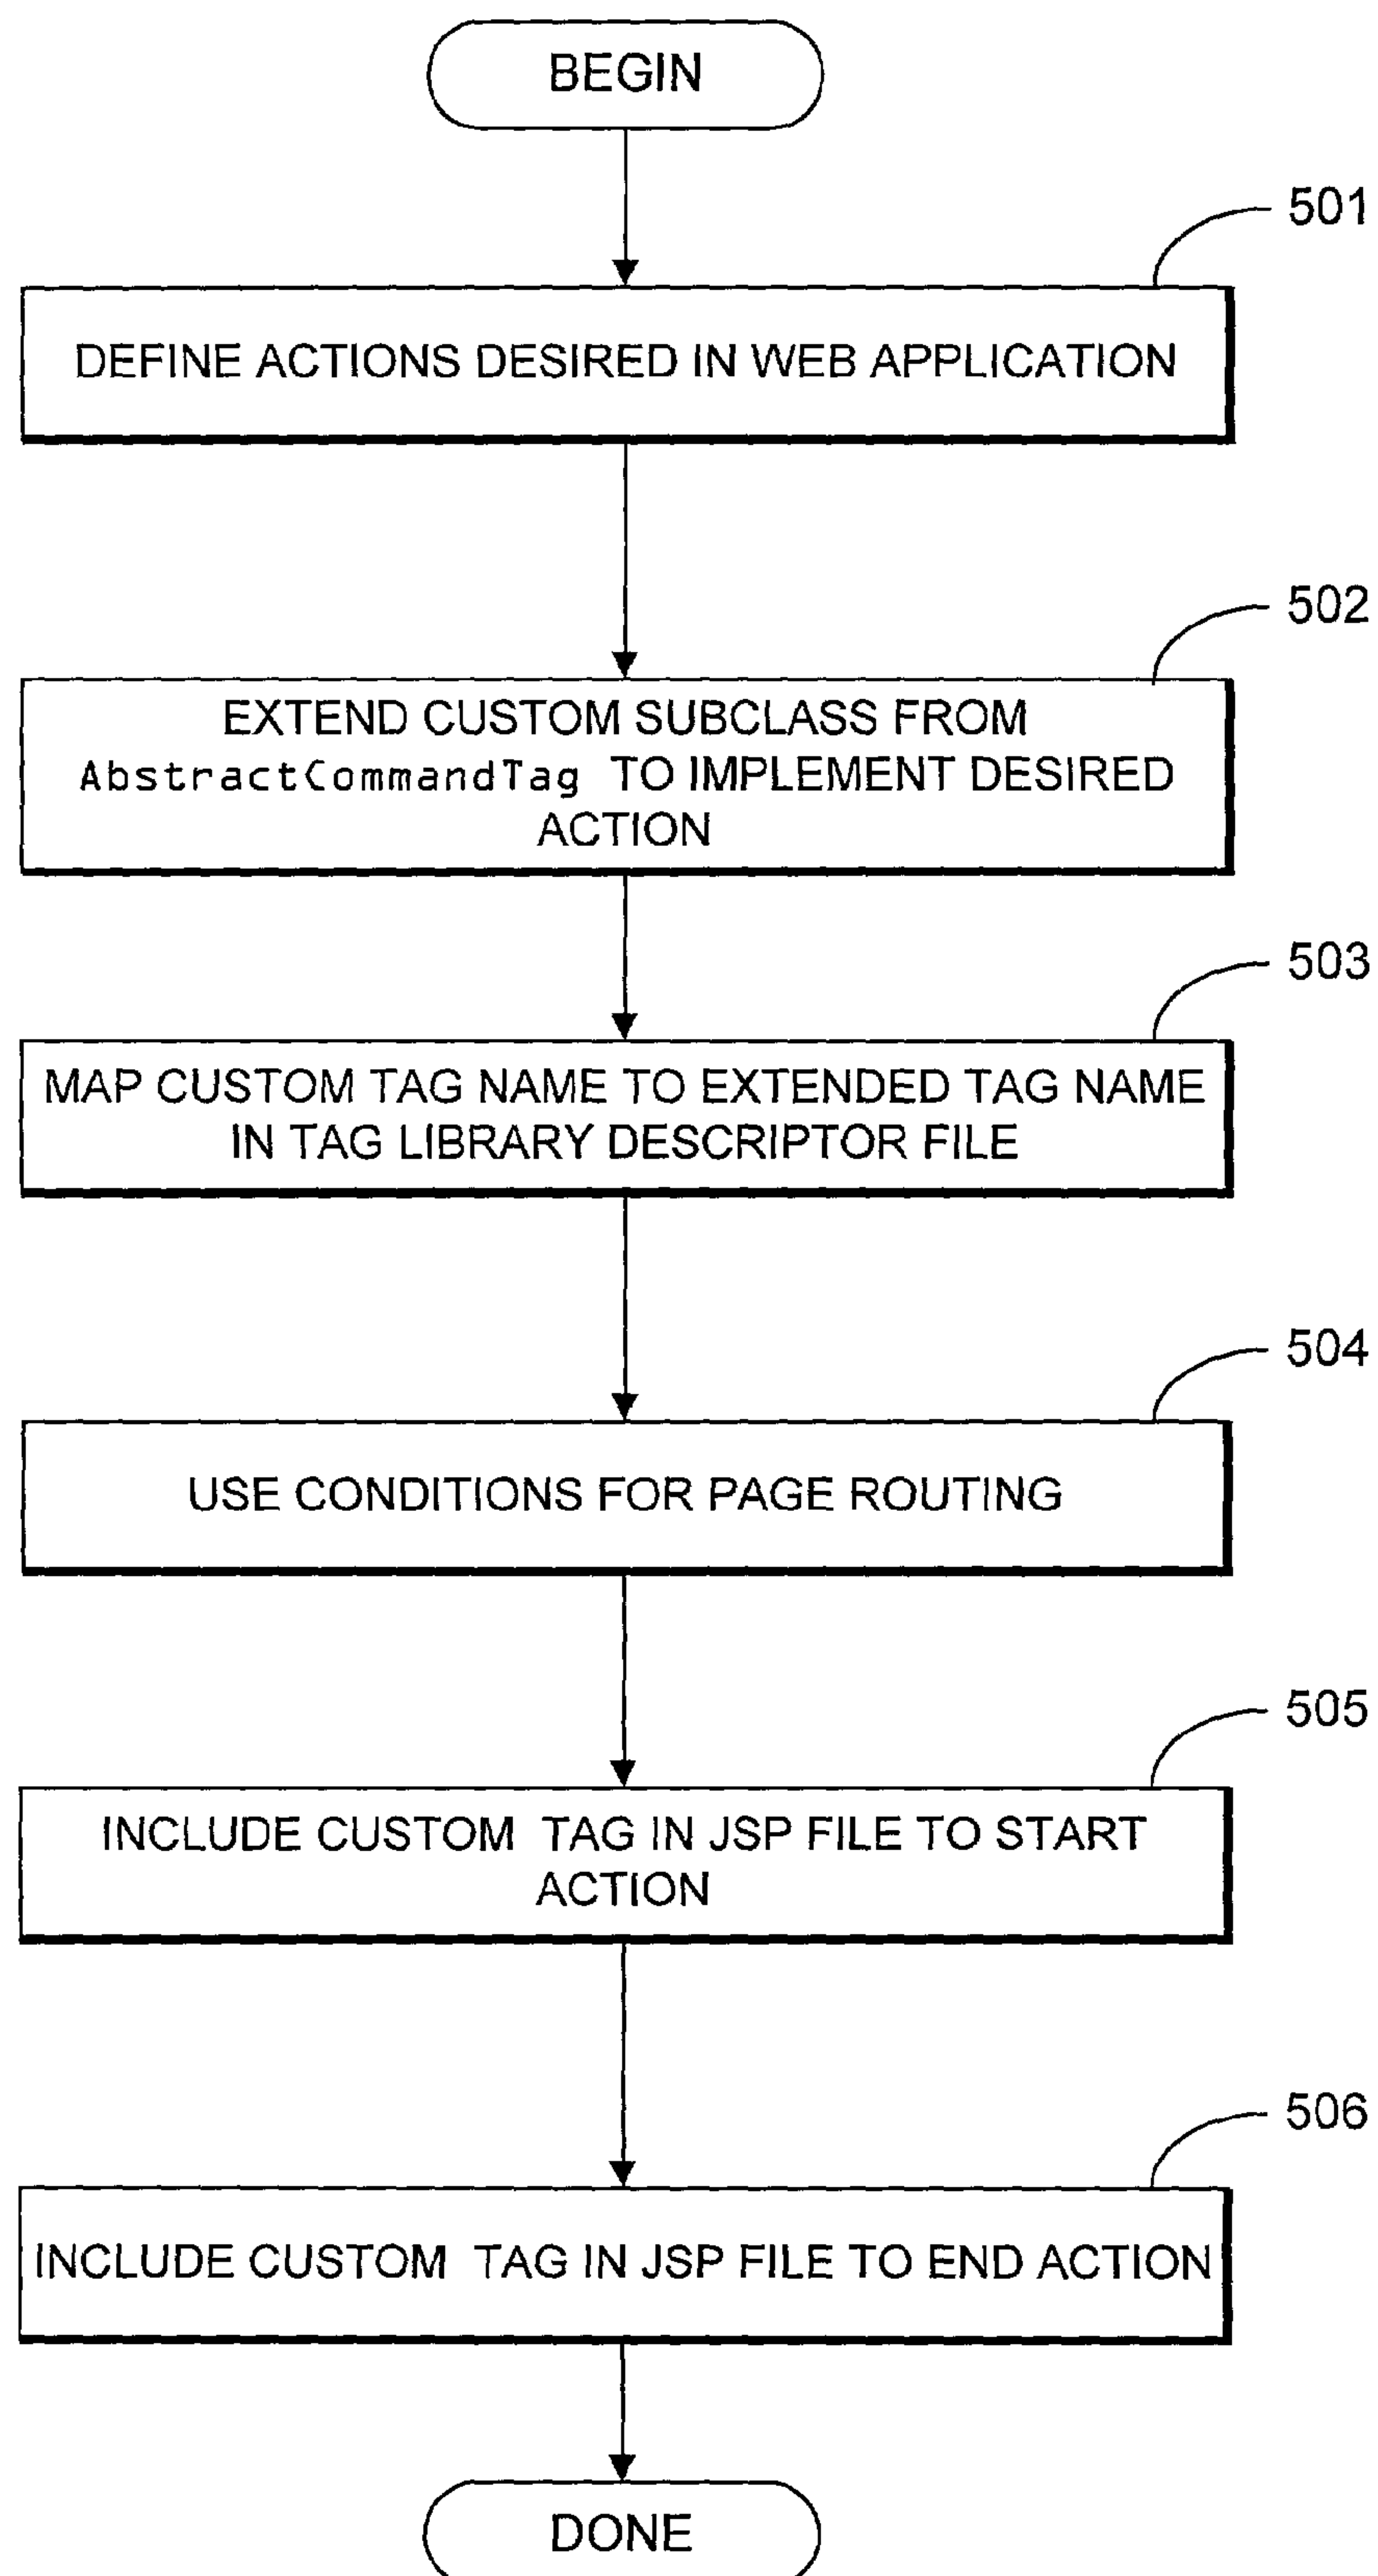 BEGIN
501
DEFINE ACTIONS DESIRED IN WEB APPLICATION
502
EXTEND CUSTOM SUBCLASS FROM
AbstractCommandTag TO IMPLEMENT DESIRED
ACTION
503
MAP CUSTOM TAG NAME TO EXTENDED TAG NAME
IN TAG LIBRARY DESCRIPTOR FILE
504
USE CONDITIONS FOR PAGE ROUTING
505
INCLUDE CUSTOM TAG IN JSP FILE TO START
ACTION
506
INCLUDE CUSTOM TAG IN JSP FILE TO END ACTION
DONE